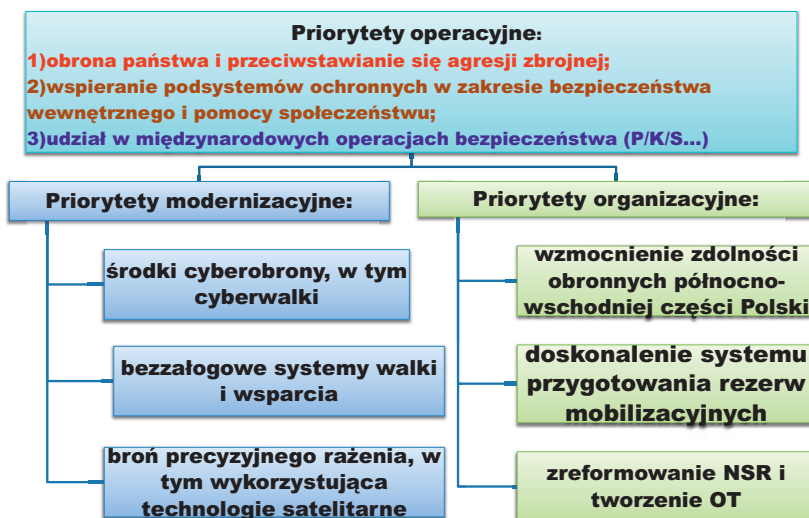 Priorytety operacyjne:
1)obrona państwa i przeciwstawianie się agresji zbrojnej;
2)wspieranie podsystemów ochronnych w zakresie bezpieczeństwa
wewnętrznego i pomocy społeczeństwu;
3)udział w międzynarodowych operacjach bezpieczeństwa (P/K/S...)
Priorytety modernizacyjne:
środki cyberobrony, w tym
cyberwalki
bezzałogowe systemy walki
i wsparcia
broń precyzyjnego rażenia, w
tym wykorzystująca
technologie satelitarne
Priorytety organizacyjne:
wzmocnienie zdolności
obronnych północno-
wschodniej części Polski
doskonalenie systemu
przygotowania rezerw
mobilizacyjnych
zreformowanie NSR i
tworzenie OT